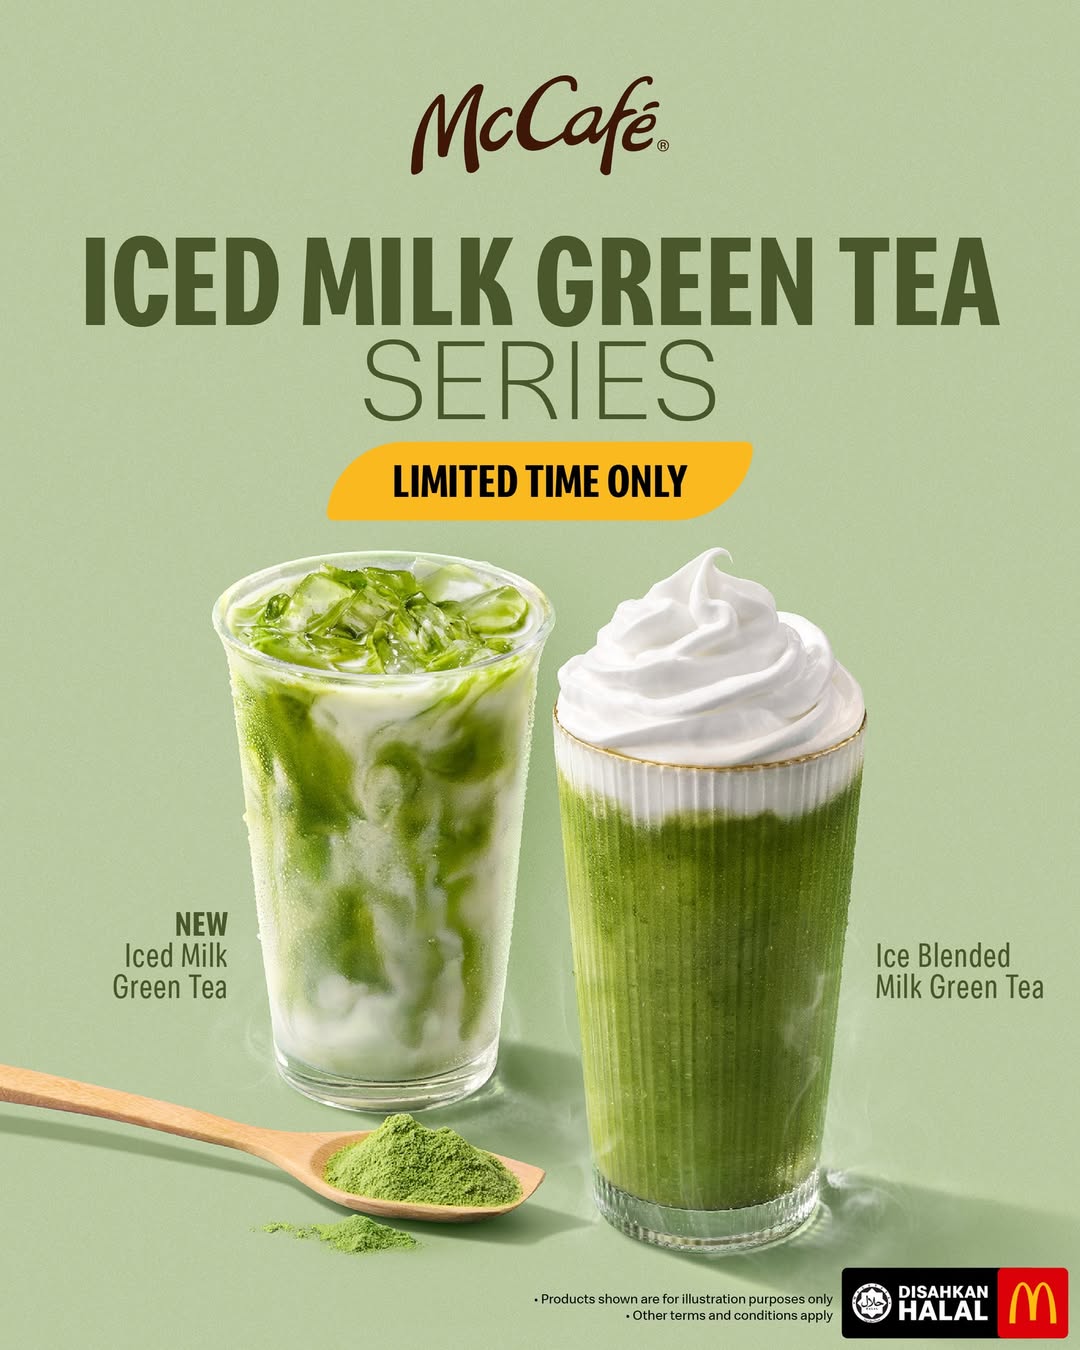 McCafé®
ICED MILK GREEN TEA
SERIES
LIMITED TIME ONLY
NEW
Iced Milk
Green Tea
Ice Blended
Milk Green Tea
• Products shown are for illustration purposes only
• Other terms and conditions apply
DISAHKAN
HALAL